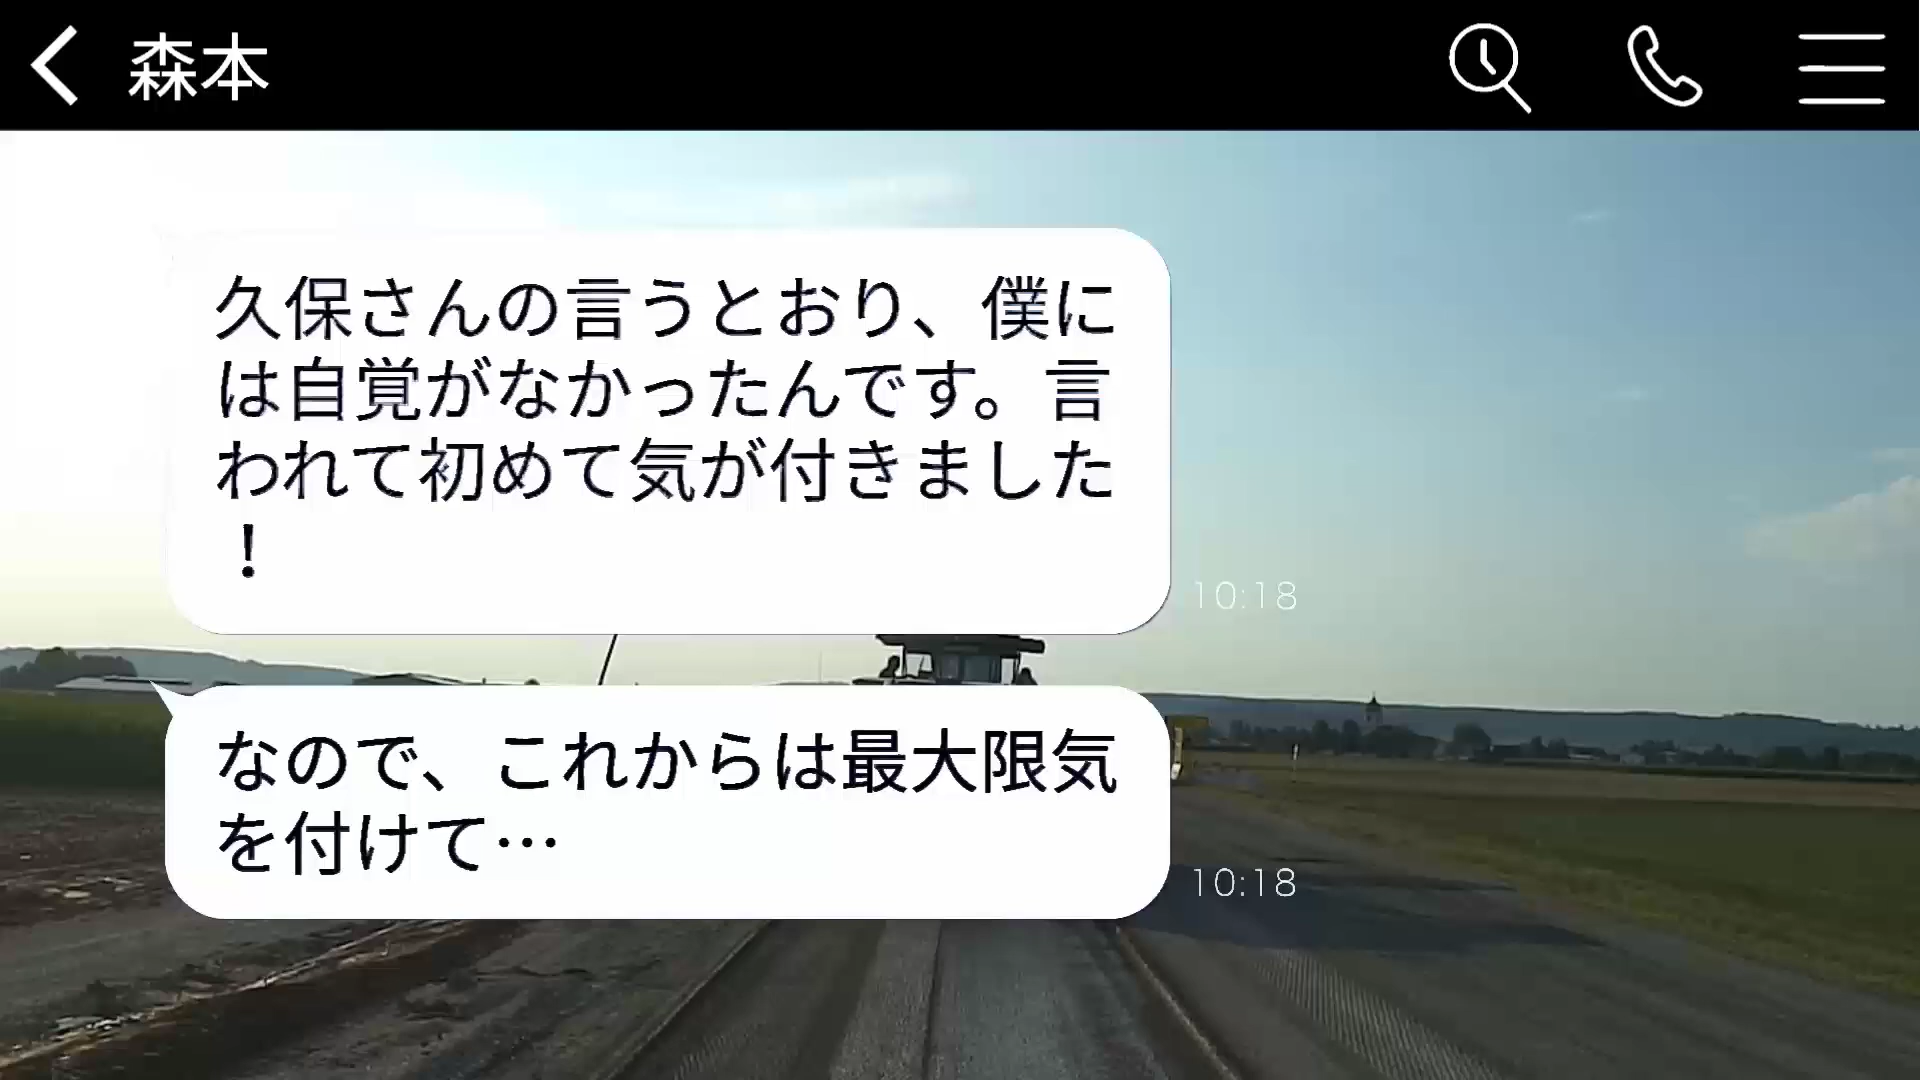 森本
久保さんの言うとおり、僕に
は自覚がなかったんです。言
われて初めて気が付きました
！
10:18
なので、これからは最大限気
を付けて…
10:18